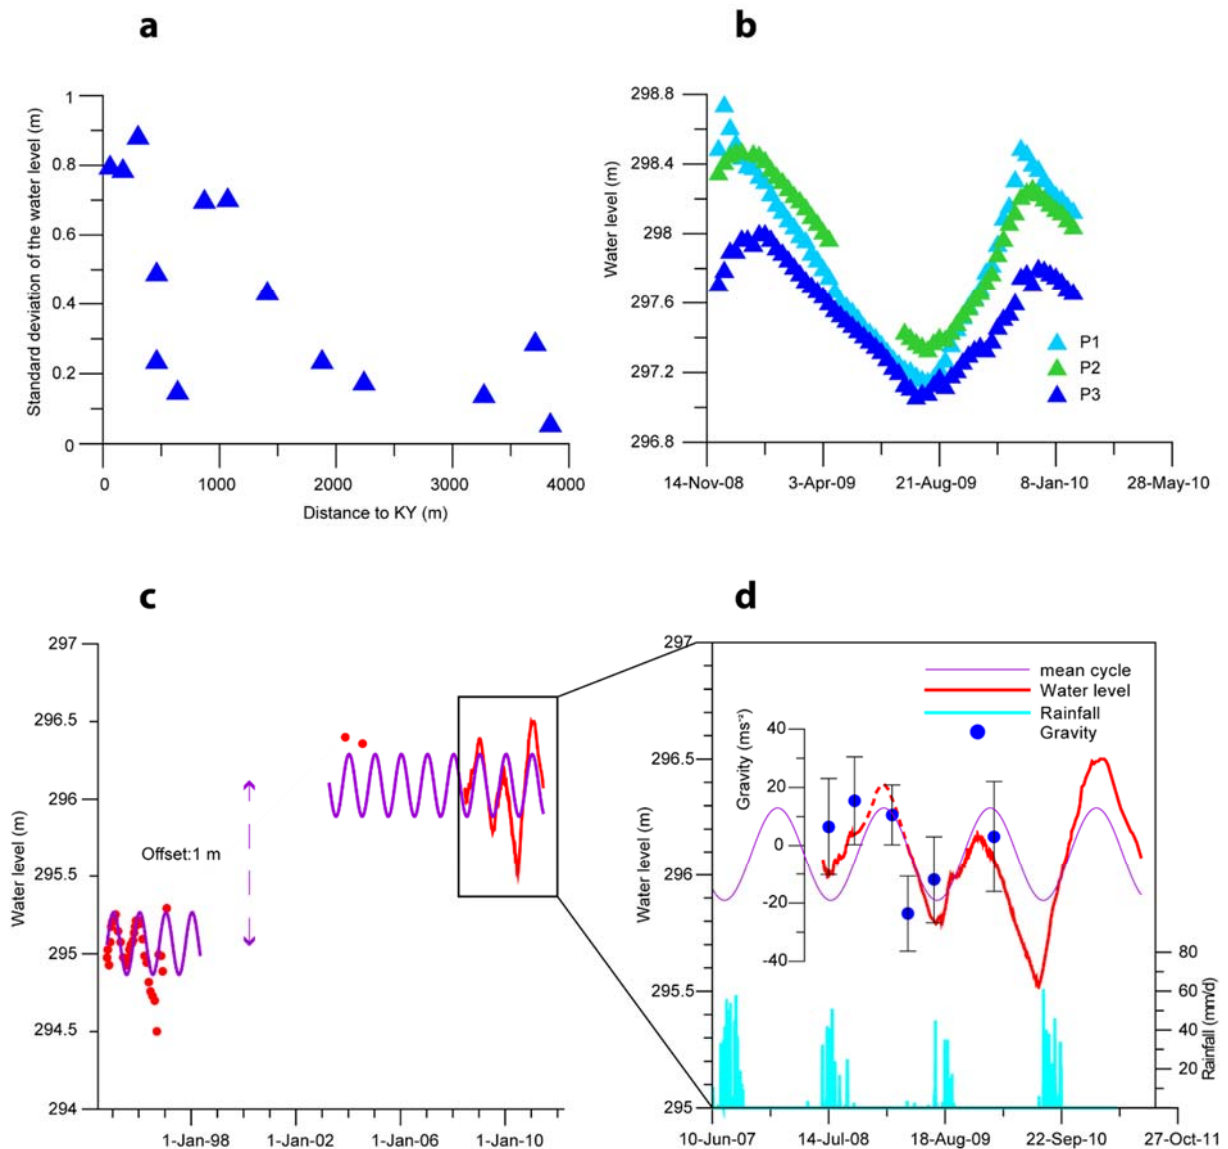 a
Standard deviation of the water level (m)
1
0.8
0.6
0.4
0.2
0
0 1000 2000 3000 4000
Distance to KY (m)
b
Water level (m)
298.8
298.4
298
297.6
297.2
296.8
P1
P2
P3
14-Nov-08 3-Apr-09 21-Aug-09 8-Jan-10 28-May-10
c
Water level (m)
297
296.5
296
295.5
295
294.5
294
Offset:1 m
1-Jan-98 1-Jan-02 1-Jan-06 1-Jan-10
d
Water level (m)
297
296.5
296
295.5
295
mean cycle
Water level
Rainfall
Gravity
Gravity (ms⁻²)
40
20
0
-20
-40
Rainfall (mm/d)
80
60
40
20
10-Jun-07 14-Jul-08 18-Aug-09 22-Sep-10 27-Oct-11